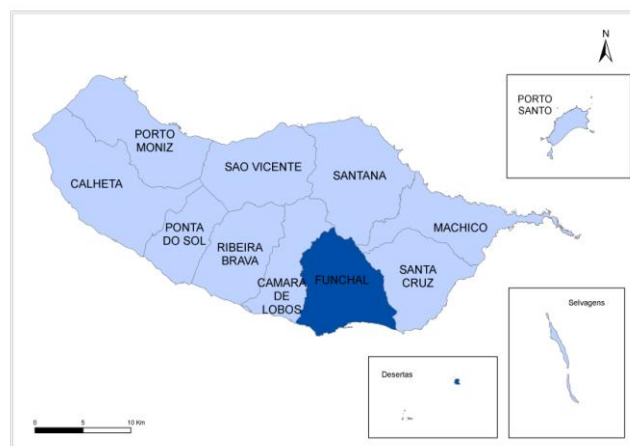 N
PORTO
SANTO
PORTO
MONIZ
SAO VICENTE
SANTANA
CALHETA
PONTA
DO SOL
RIBEIRA
BRAVA
MACHICO
CAMARA
DE
LOBOS
FUNCHAL
SANTA
CRUZ
Selvagens
Desertas
0 5 10 Km